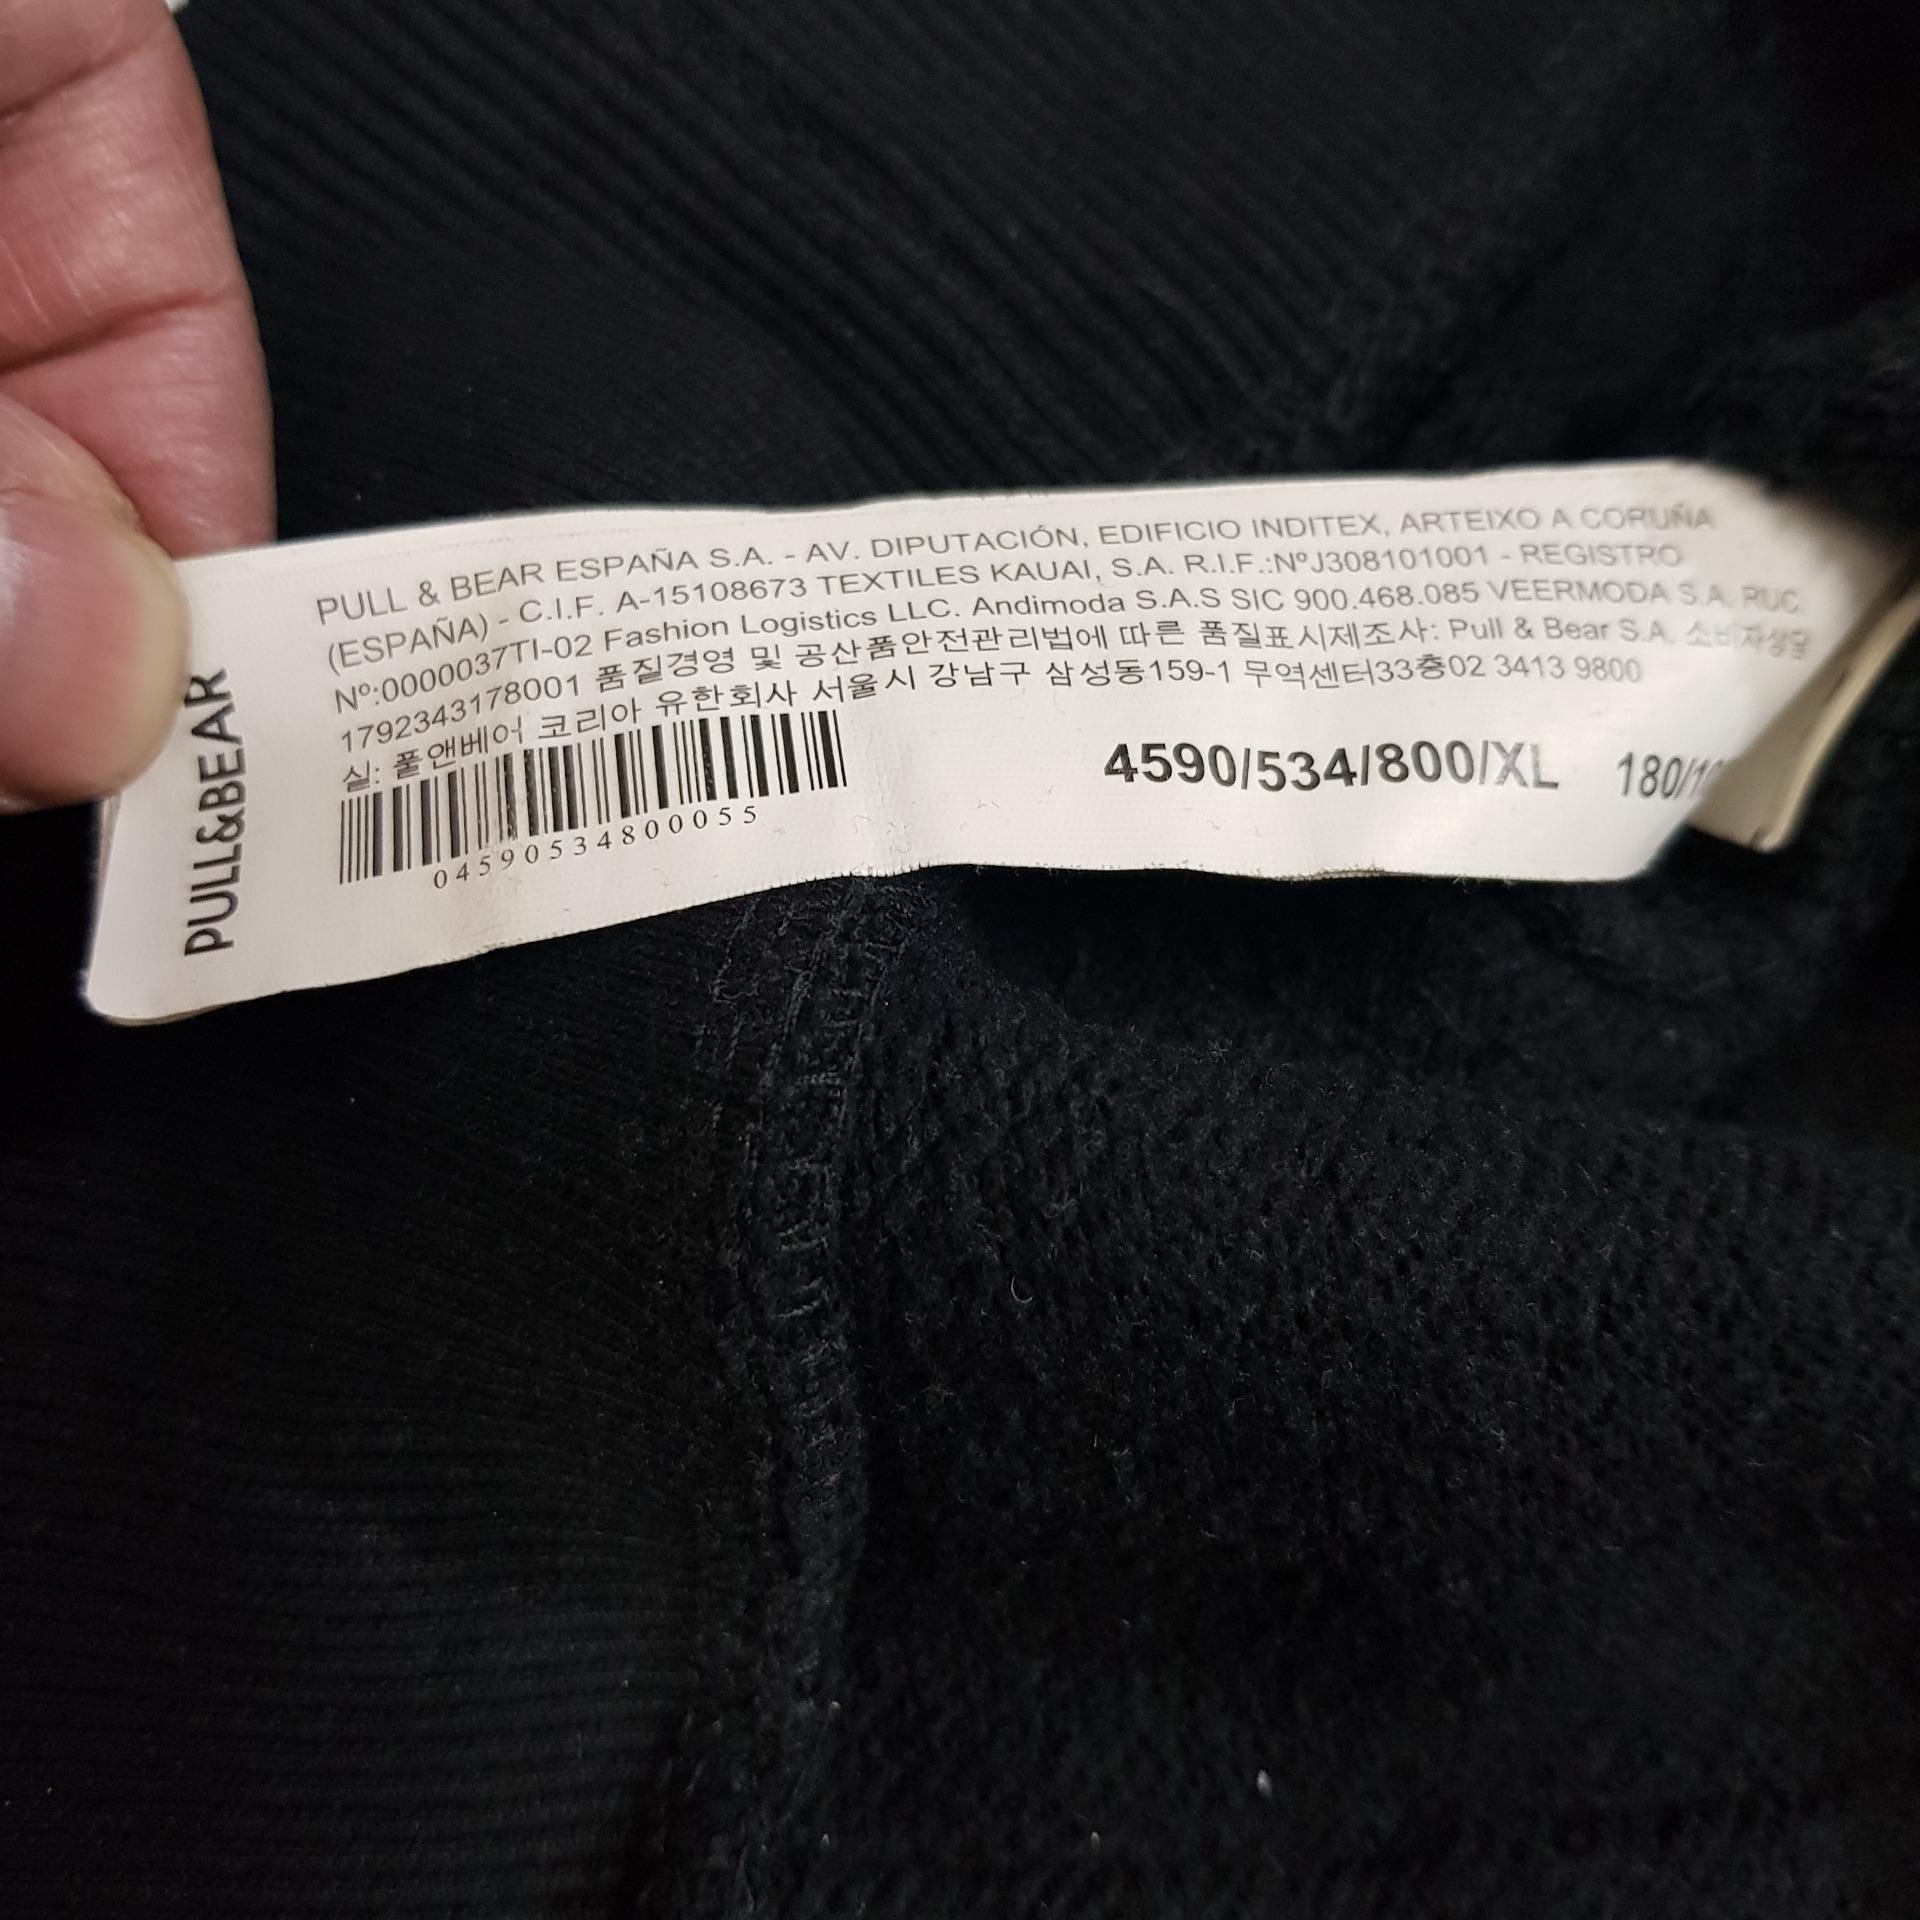 PULL&BEAR
PULL & BEAR ESPAÑA S.A. - AV. DIPUTACIÓN, EDIFICIO INDITEX, ARTEIXO A CORUÑA
(ESPAÑA) - C.I.F. A-15108673 TEXTILES KAUAI, S.A. R.I.F.:NºJ308101001 - REGISTRO
Nº:0000037TI-02 Fashion Logistics LLC. Andimoda S.A.S SIC 900.468.085 VEERMODA S.A. RUC
1792343178001 품질경영 및 공산품안전관리법에 따른 품질표시제조사: Pull & Bear S.A. 소비자상담
실: 풀앤베어 코리아 유한회사 서울시 강남구 삼성동159-1 무역센터33층02 3413 9800
04590534800055
4590/534/800/XL